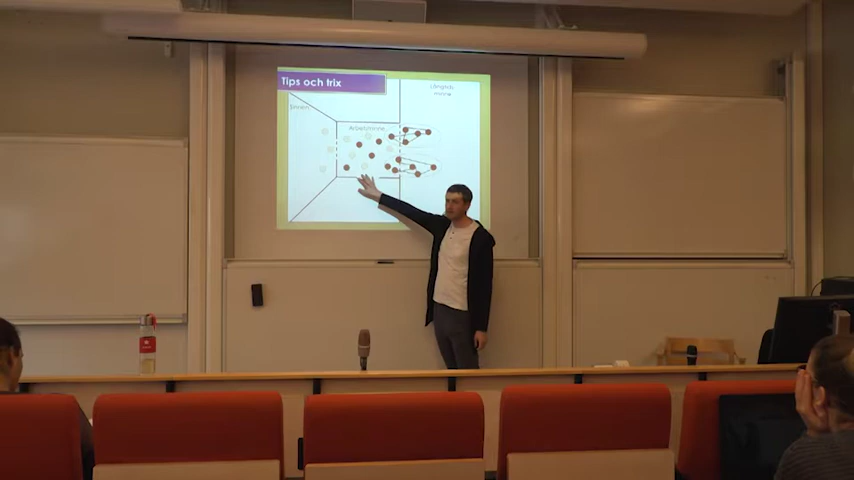 Tips och trix
Långtids
minne
Sinnen
Arbetsminne